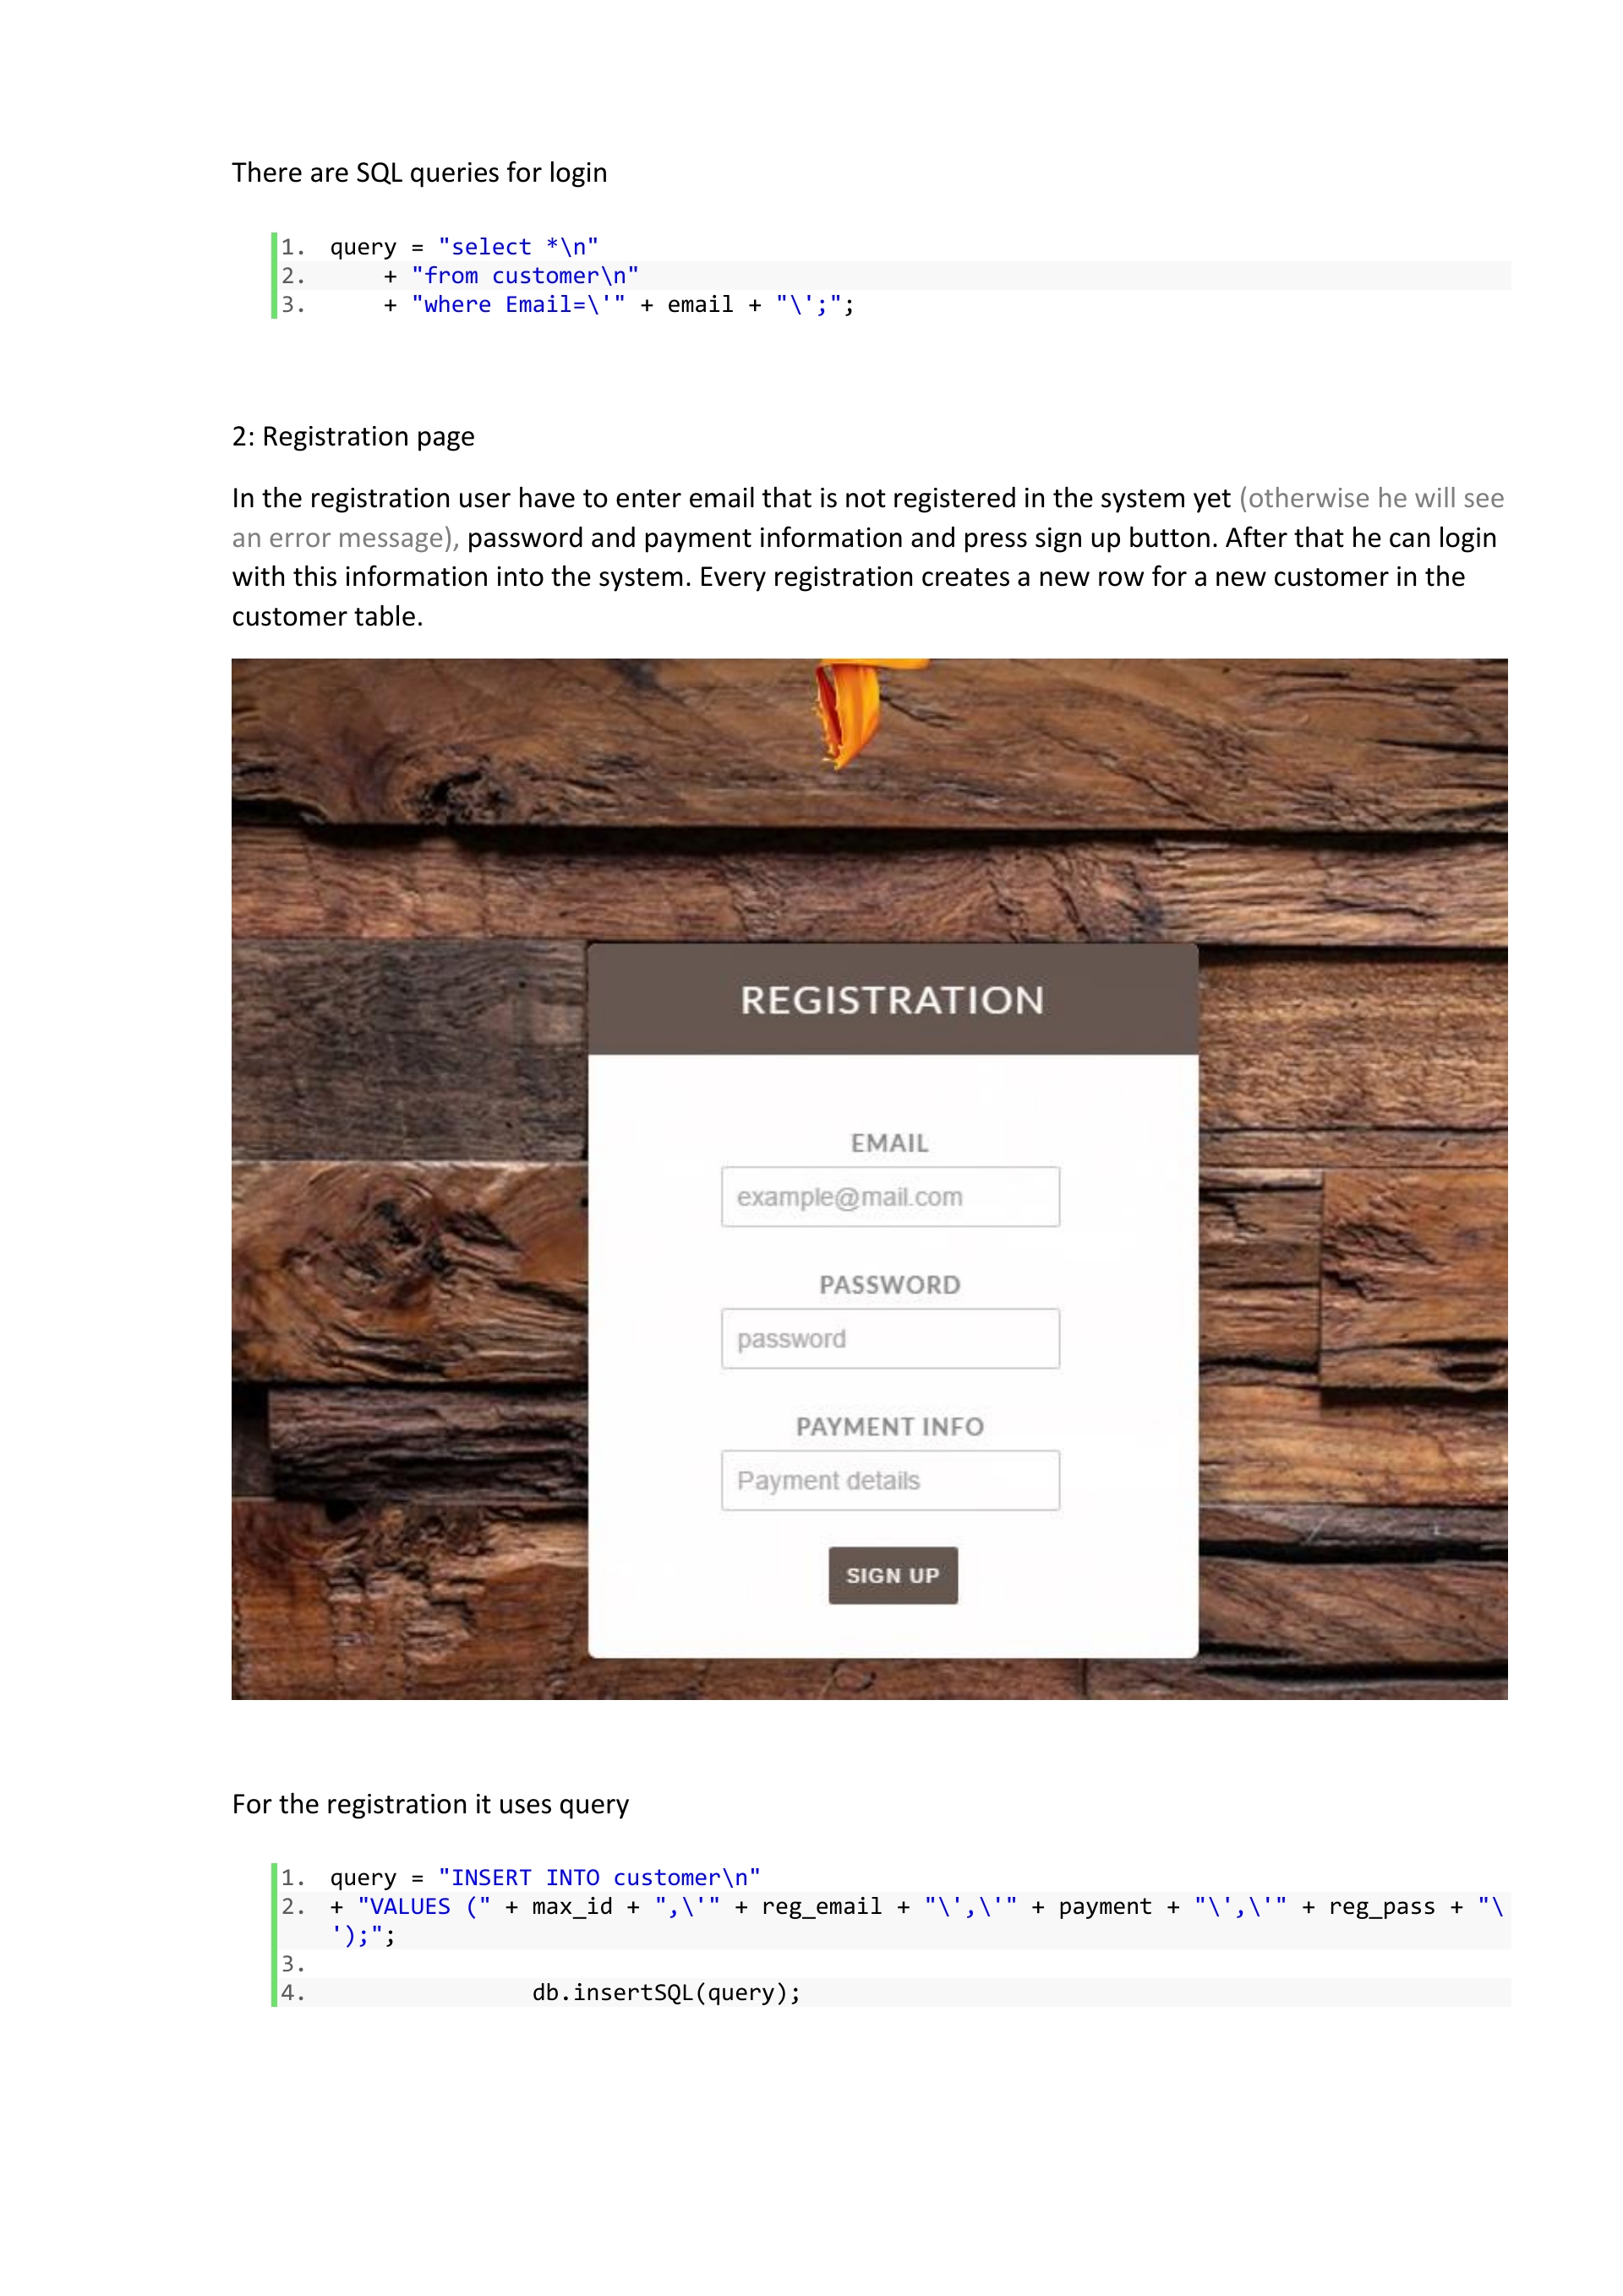 There are SQL queries for login
1. query = "select *\n"
2.     + "from customer\n"
3.     + "where Email=\'" + email + "\';";
2: Registration page
In the registration user have to enter email that is not registered in the system yet (otherwise he will see
an error message), password and payment information and press sign up button. After that he can login
with this information into the system. Every registration creates a new row for a new customer in the
customer table.
REGISTRATION
EMAIL
example@mail.com
PASSWORD
password
PAYMENT INFO
Payment details
SIGN UP
For the registration it uses query
1. query = "INSERT INTO customer\n"
2. + "VALUES (" + max_id + ",\'" + reg_email + "\',\'" + payment + "\',\'" + reg_pass + "\
');";
3.
4.                db.insertSQL(query);